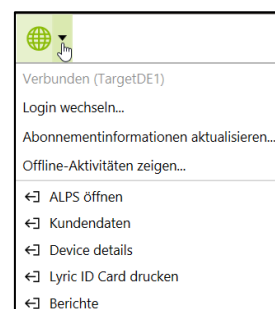 Verbunden (TargetDE1)
Login wechseln...
Abonnementinformationen aktualisieren...
Offline-Aktivitäten zeigen...
ALPS öffnen
Kundendaten
Device details
Lyric ID Card drucken
Berichte